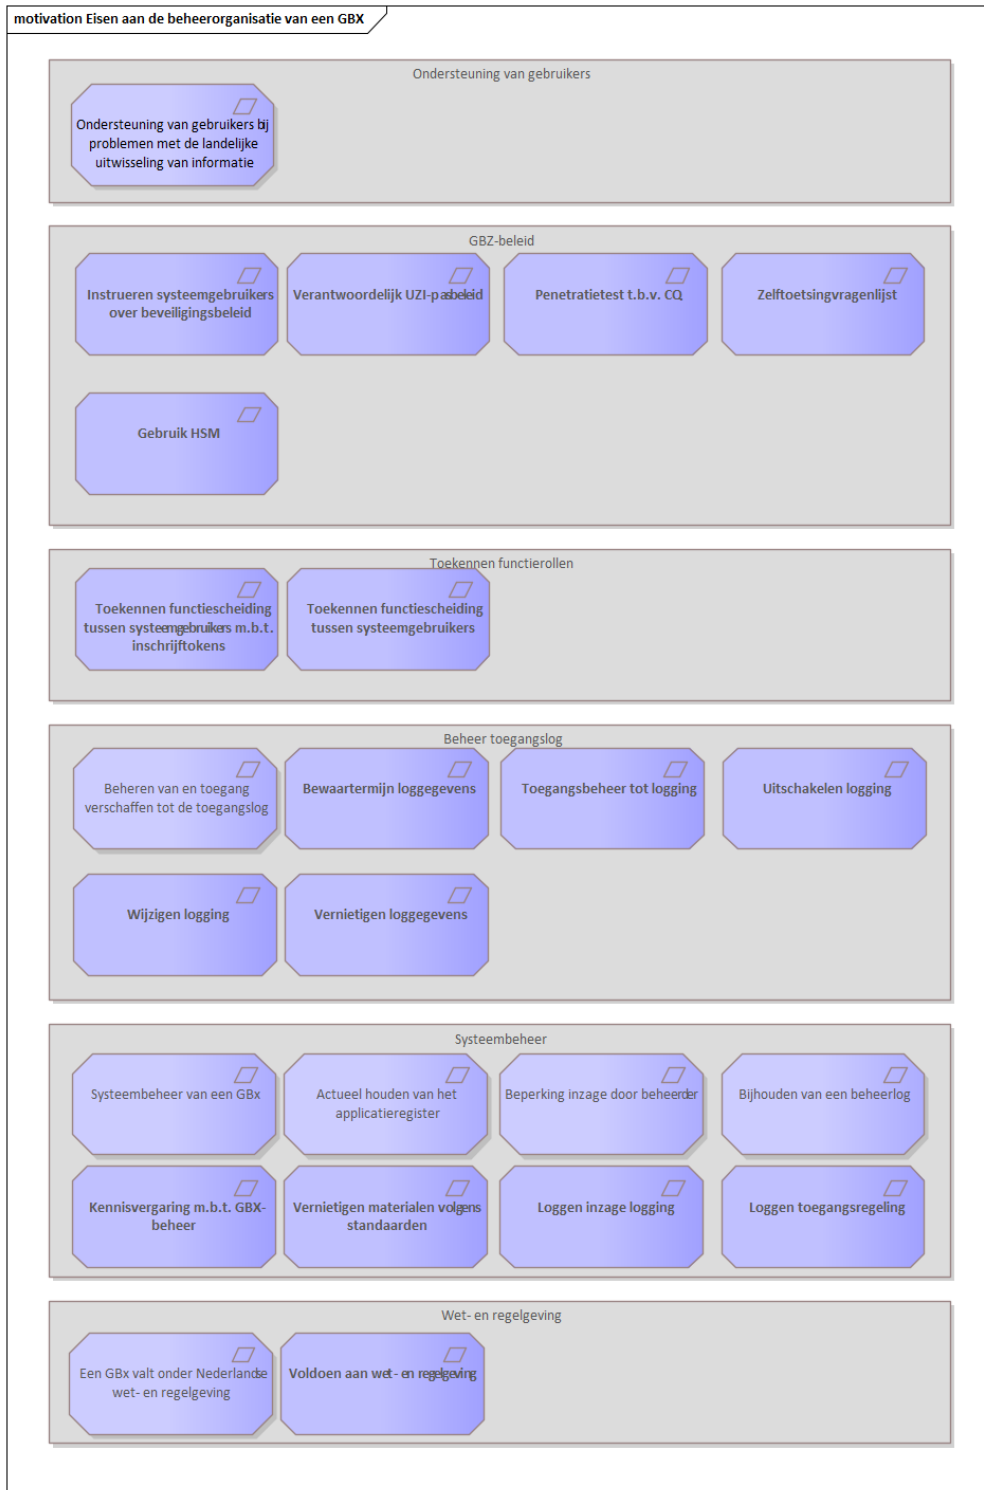 motivation Eisen aan de beheerorganisatie van een GBX
Ondersteuning van gebruikers
Ondersteuning van gebruikers bij
problemen met de landelijke
uitwisseling van informatie
GBZ-beleid
Instrueren systeemgebruikers
over beveiligingsbeleid
Verantwoordelijk UZI-pasbeleid
Penetratietest t.b.v. CQ
Zelftoetsingvragenlijst
Gebruik HSM
Toekennen functierollen
Toekennen functiescheiding
tussen systeemgebruikers m.b.t.
inschrijftokens
Toekennen functiescheiding
tussen systeemgebruikers
Beheer toegangslog
Beheren van en toegang
verschaffen tot de toegangslog
Bewaartermijn loggegevens
Toegangsbeheer tot logging
Uitschakelen logging
Wijzigen logging
Vernietigen loggegevens
Systeembeheer
Systeembeheer van een GBx
Actueel houden van het
applicatieregister
Beperking inzage door beheerder
Bijhouden van een beheerlog
Kennisvergaring m.b.t. GBX-
beheer
Vernietigen materialen volgens
standaarden
Loggen inzage logging
Loggen toegangsregeling
Wet- en regelgeving
Een GBx valt onder Nederlandse
wet- en regelgeving
Voldoen aan wet- en regelgeving